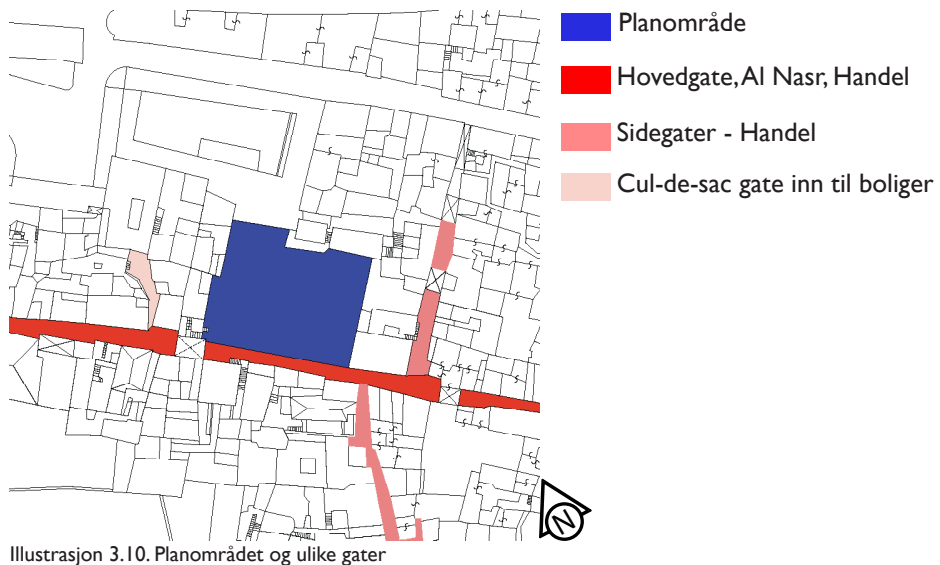 Planområde
Hovedgate, Al Nasr, Handel
Sidegater - Handel
Cul-de-sac gate inn til boliger
N
Illustrasjon 3.10. Planområdet og ulike gater